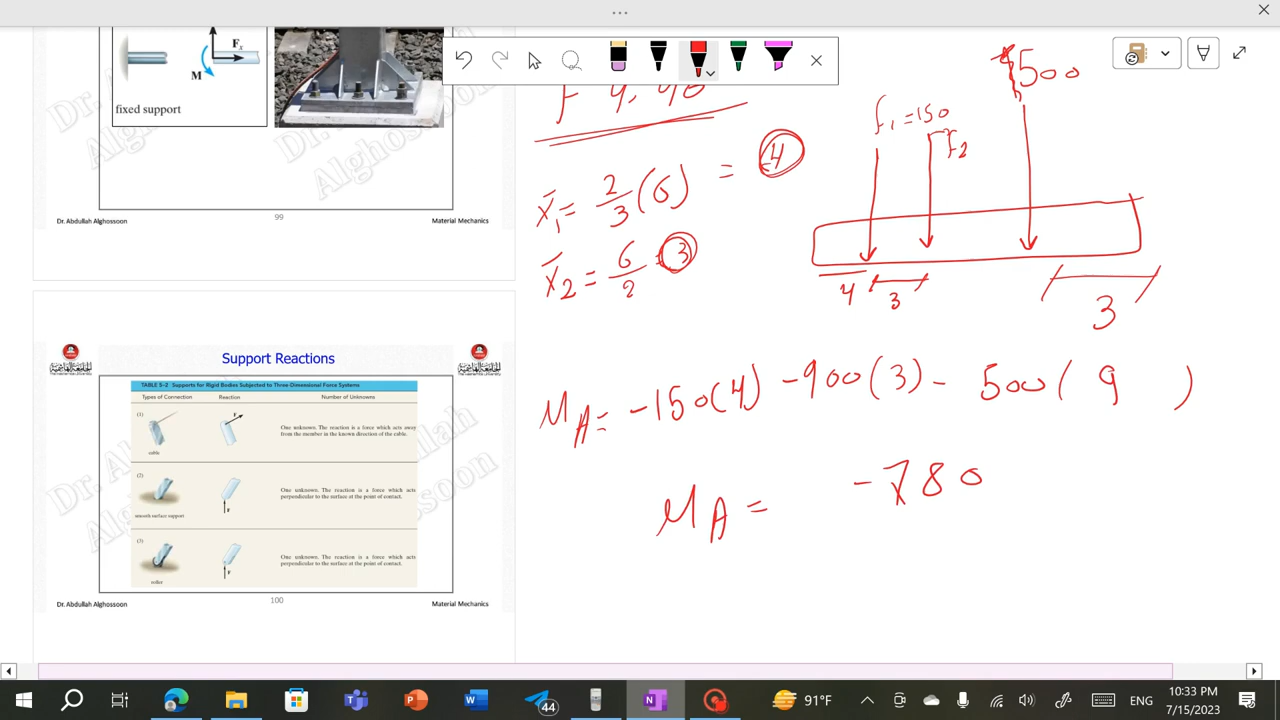 Fx
M
fixed support
Dr. Abdullah Alghossoon
99
Material Mechanics
Support Reactions
TABLE 5–2 Supports for Rigid Bodies Subjected to Three-Dimensional Force Systems
Types of Connection Reaction Number of Unknowns
(1)
F
One unknown. The reaction is a force which acts away
from the member in the known direction of the cable.
cable
(2)
One unknown. The reaction is a force which acts
perpendicular to the surface at the point of contact.
F
smooth surface support
(3)
One unknown. The reaction is a force which acts
perpendicular to the surface at the point of contact.
F
roller
Dr. Abdullah Alghossoon
100
Material Mechanics
x̄1 = 2/3 (6) = 4
x̄2 = 6/2 = 3
500
f1 = 150
f2
4 3
3
MA = -150(4) -900(3) - 500( 9 )
MA = -780
44
91°F
ENG
10:33 PM
7/15/2023